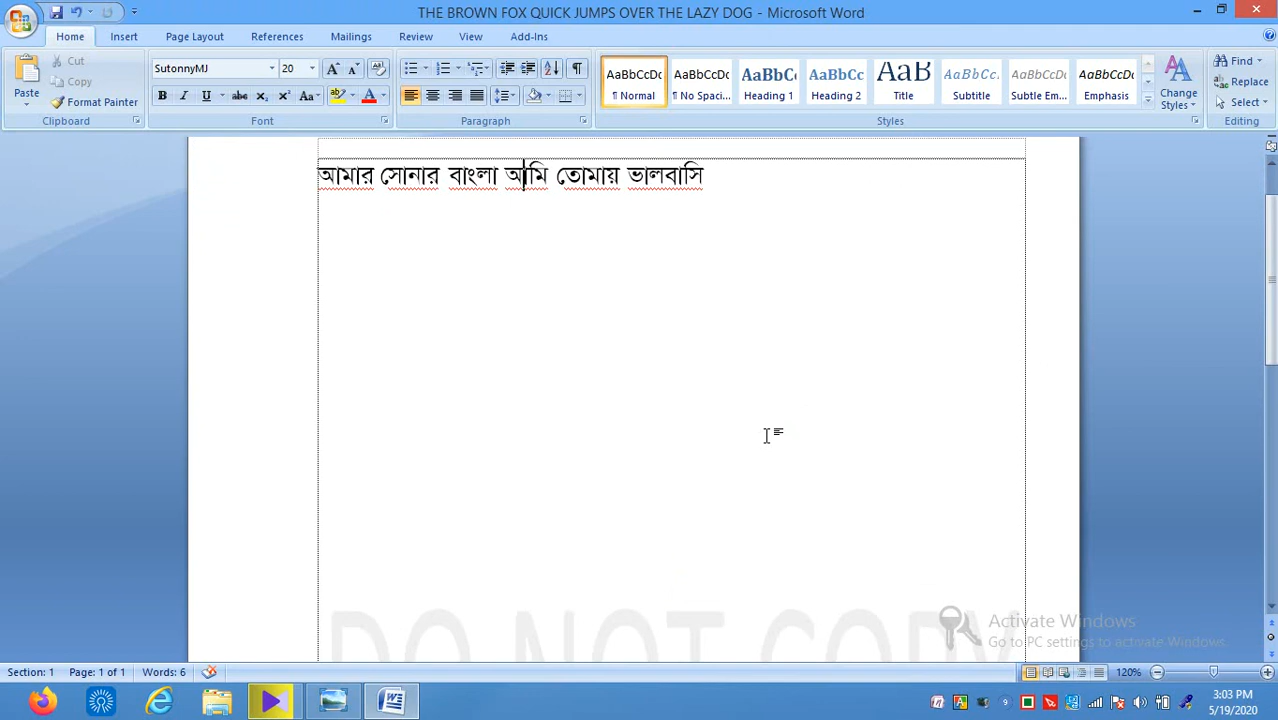 THE BROWN FOX QUICK JUMPS OVER THE LAZY DOG - Microsoft Word
Home Insert Page Layout References Mailings Review View Add-Ins
Paste
Cut
Copy
Format Painter
Clipboard
SutonnyMJ 20
Font
Paragraph
AaBbCcDc AaBbCcDc AaBbCc AaBbCc AaB AaBbCc. AaBbCcDc AaBbCcDc
¶ Normal ¶ No Spaci... Heading 1 Heading 2 Title Subtitle Subtle Em... Emphasis
Styles
Change Styles
Find
Replace
Select
Editing
আমার সোনার বাংলা আমি তোমায় ভালবাসি
DO NOT COPY
Activate Windows
Go to PC settings to activate Windows.
Section: 1 Page: 1 of 1 Words: 6 120%
3:03 PM
5/19/2020